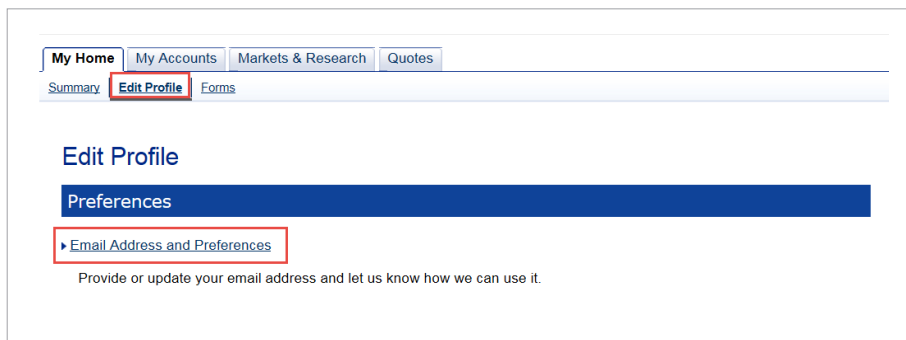 My Home My Accounts Markets & Research Quotes
Summary Edit Profile Forms
Edit Profile
Preferences
Email Address and Preferences
Provide or update your email address and let us know how we can use it.